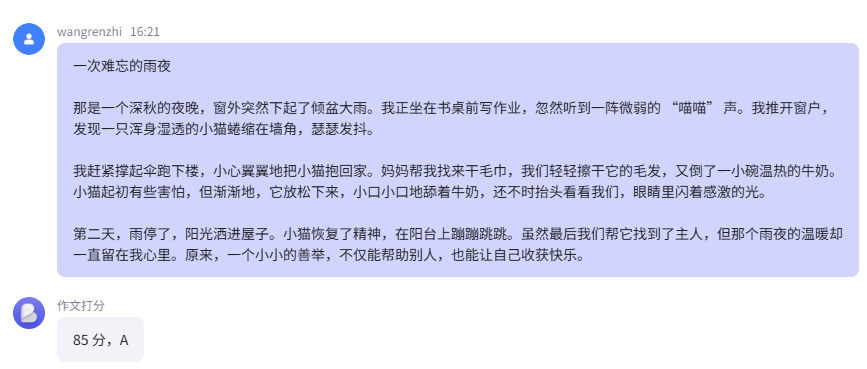 wangrenzhi 16:21
一次难忘的雨夜
那是一个深秋的夜晚，窗外突然下起了倾盆大雨。我正坐在书桌前写作业，忽然听到一阵微弱的 “喵喵” 声。我推开窗户，
发现一只浑身湿透的小猫蜷缩在墙角，瑟瑟发抖。
我赶紧撑起伞跑下楼，小心翼翼地把小猫抱回家。妈妈帮我找来干毛巾，我们轻轻擦干它的毛发，又倒了一小碗温热的牛奶。
小猫起初有些害怕，但渐渐地，它放松下来，小口小口地舔着牛奶，还不时抬头看看我们，眼睛里闪着感激的光。
第二天，雨停了，阳光洒进屋子。小猫恢复了精神，在阳台上蹦蹦跳跳。虽然最后我们帮它找到了主人，但那个雨夜的温暖却
一直留在我心里。原来，一个小小的善举，不仅能帮助别人，也能让自己收获快乐。
作文打分
85 分，A